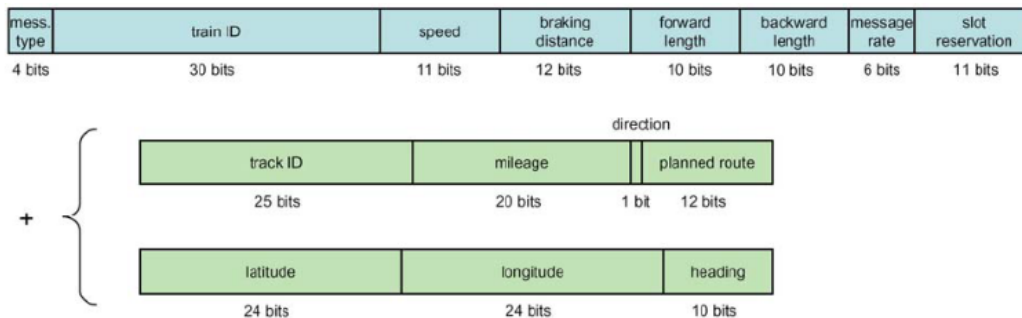 mess. type train ID speed braking distance forward length backward length message rate slot reservation
4 bits 30 bits 11 bits 12 bits 10 bits 10 bits 6 bits 11 bits
direction
track ID mileage planned route
25 bits 20 bits 1 bit 12 bits
+
latitude longitude heading
24 bits 24 bits 10 bits